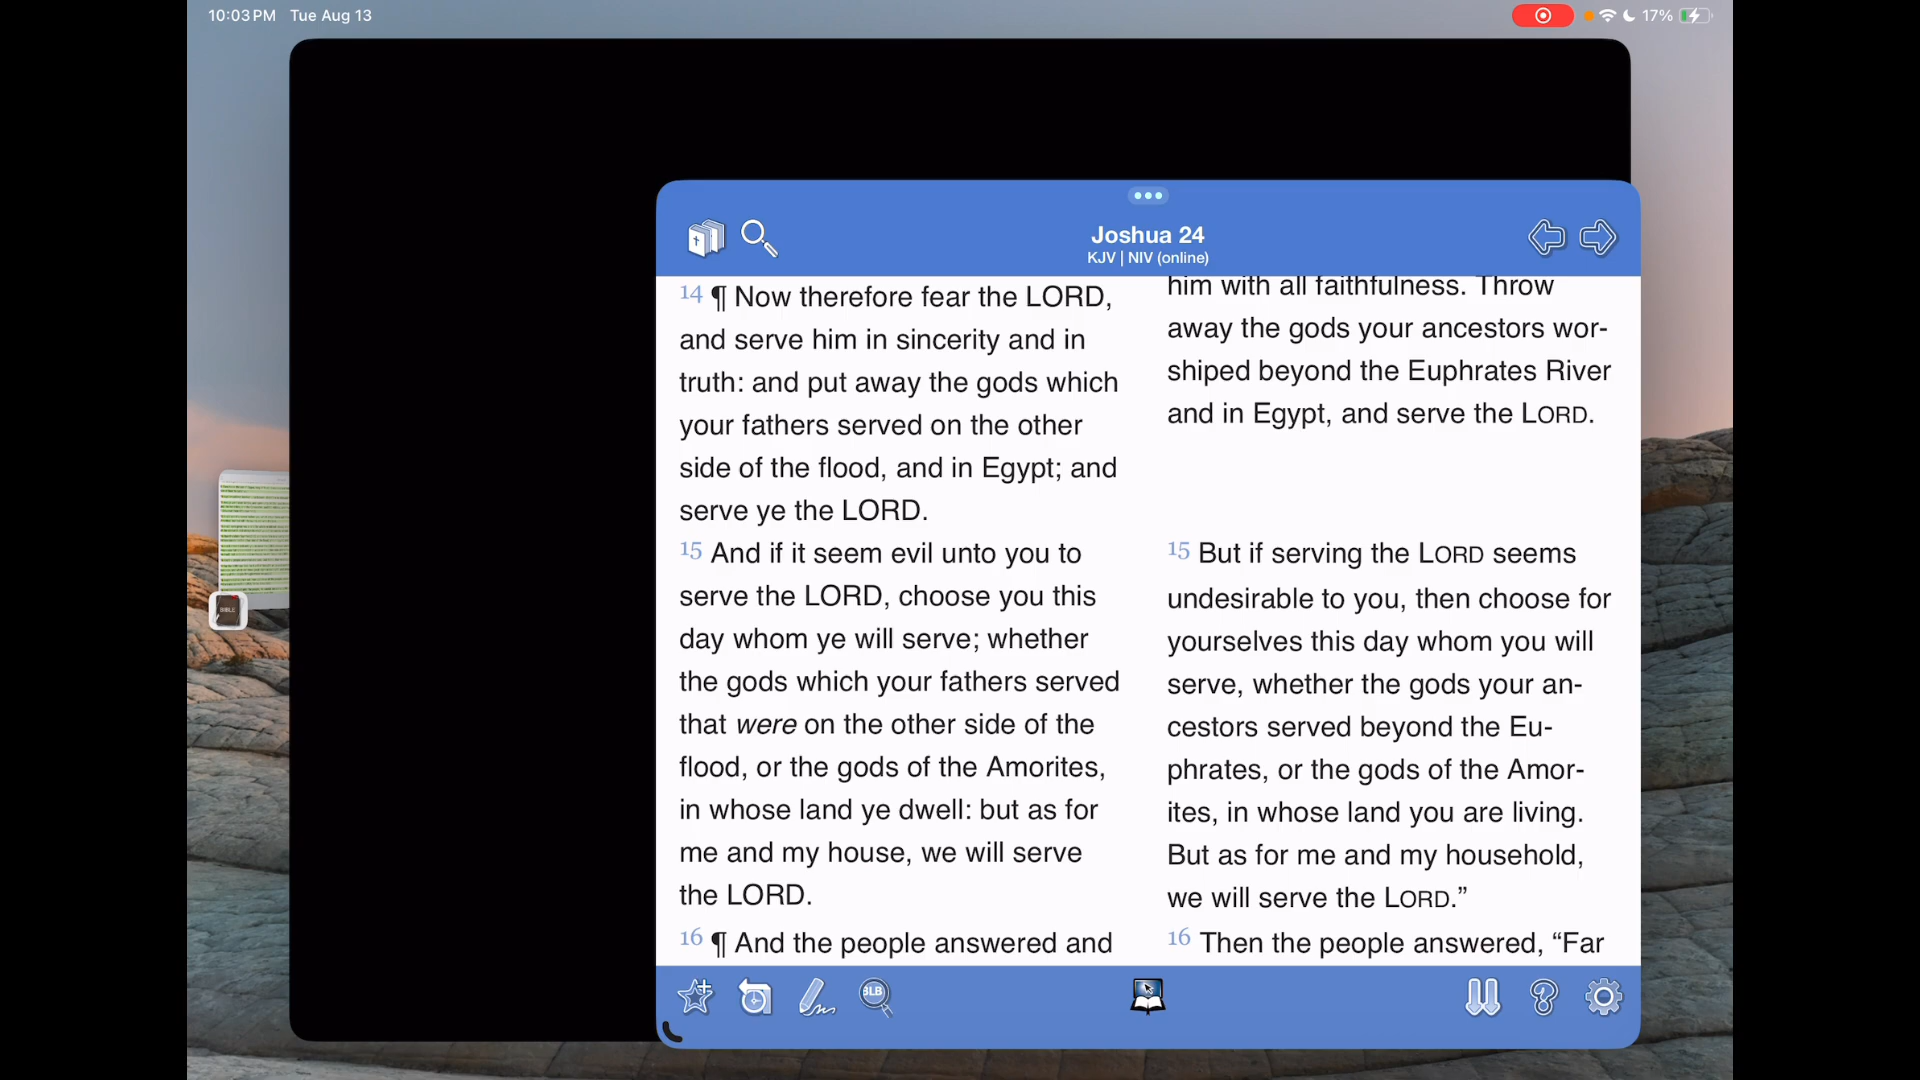 10:03 PM Tue Aug 13
17%
Joshua 24
KJV | NIV (online)
14 ¶ Now therefore fear the LORD,
and serve him in sincerity and in
truth: and put away the gods which
your fathers served on the other
side of the flood, and in Egypt; and
serve ye the LORD.
15 And if it seem evil unto you to
serve the LORD, choose you this
day whom ye will serve; whether
the gods which your fathers served
that were on the other side of the
flood, or the gods of the Amorites,
in whose land ye dwell: but as for
me and my house, we will serve
the LORD.
16 ¶ And the people answered and
him with all faithfulness. Throw
away the gods your ancestors wor-
shiped beyond the Euphrates River
and in Egypt, and serve the LORD.
15 But if serving the LORD seems
undesirable to you, then choose for
yourselves this day whom you will
serve, whether the gods your an-
cestors served beyond the Eu-
phrates, or the gods of the Amor-
ites, in whose land you are living.
But as for me and my household,
we will serve the LORD.”
16 Then the people answered, “Far
BIBLE
BLB